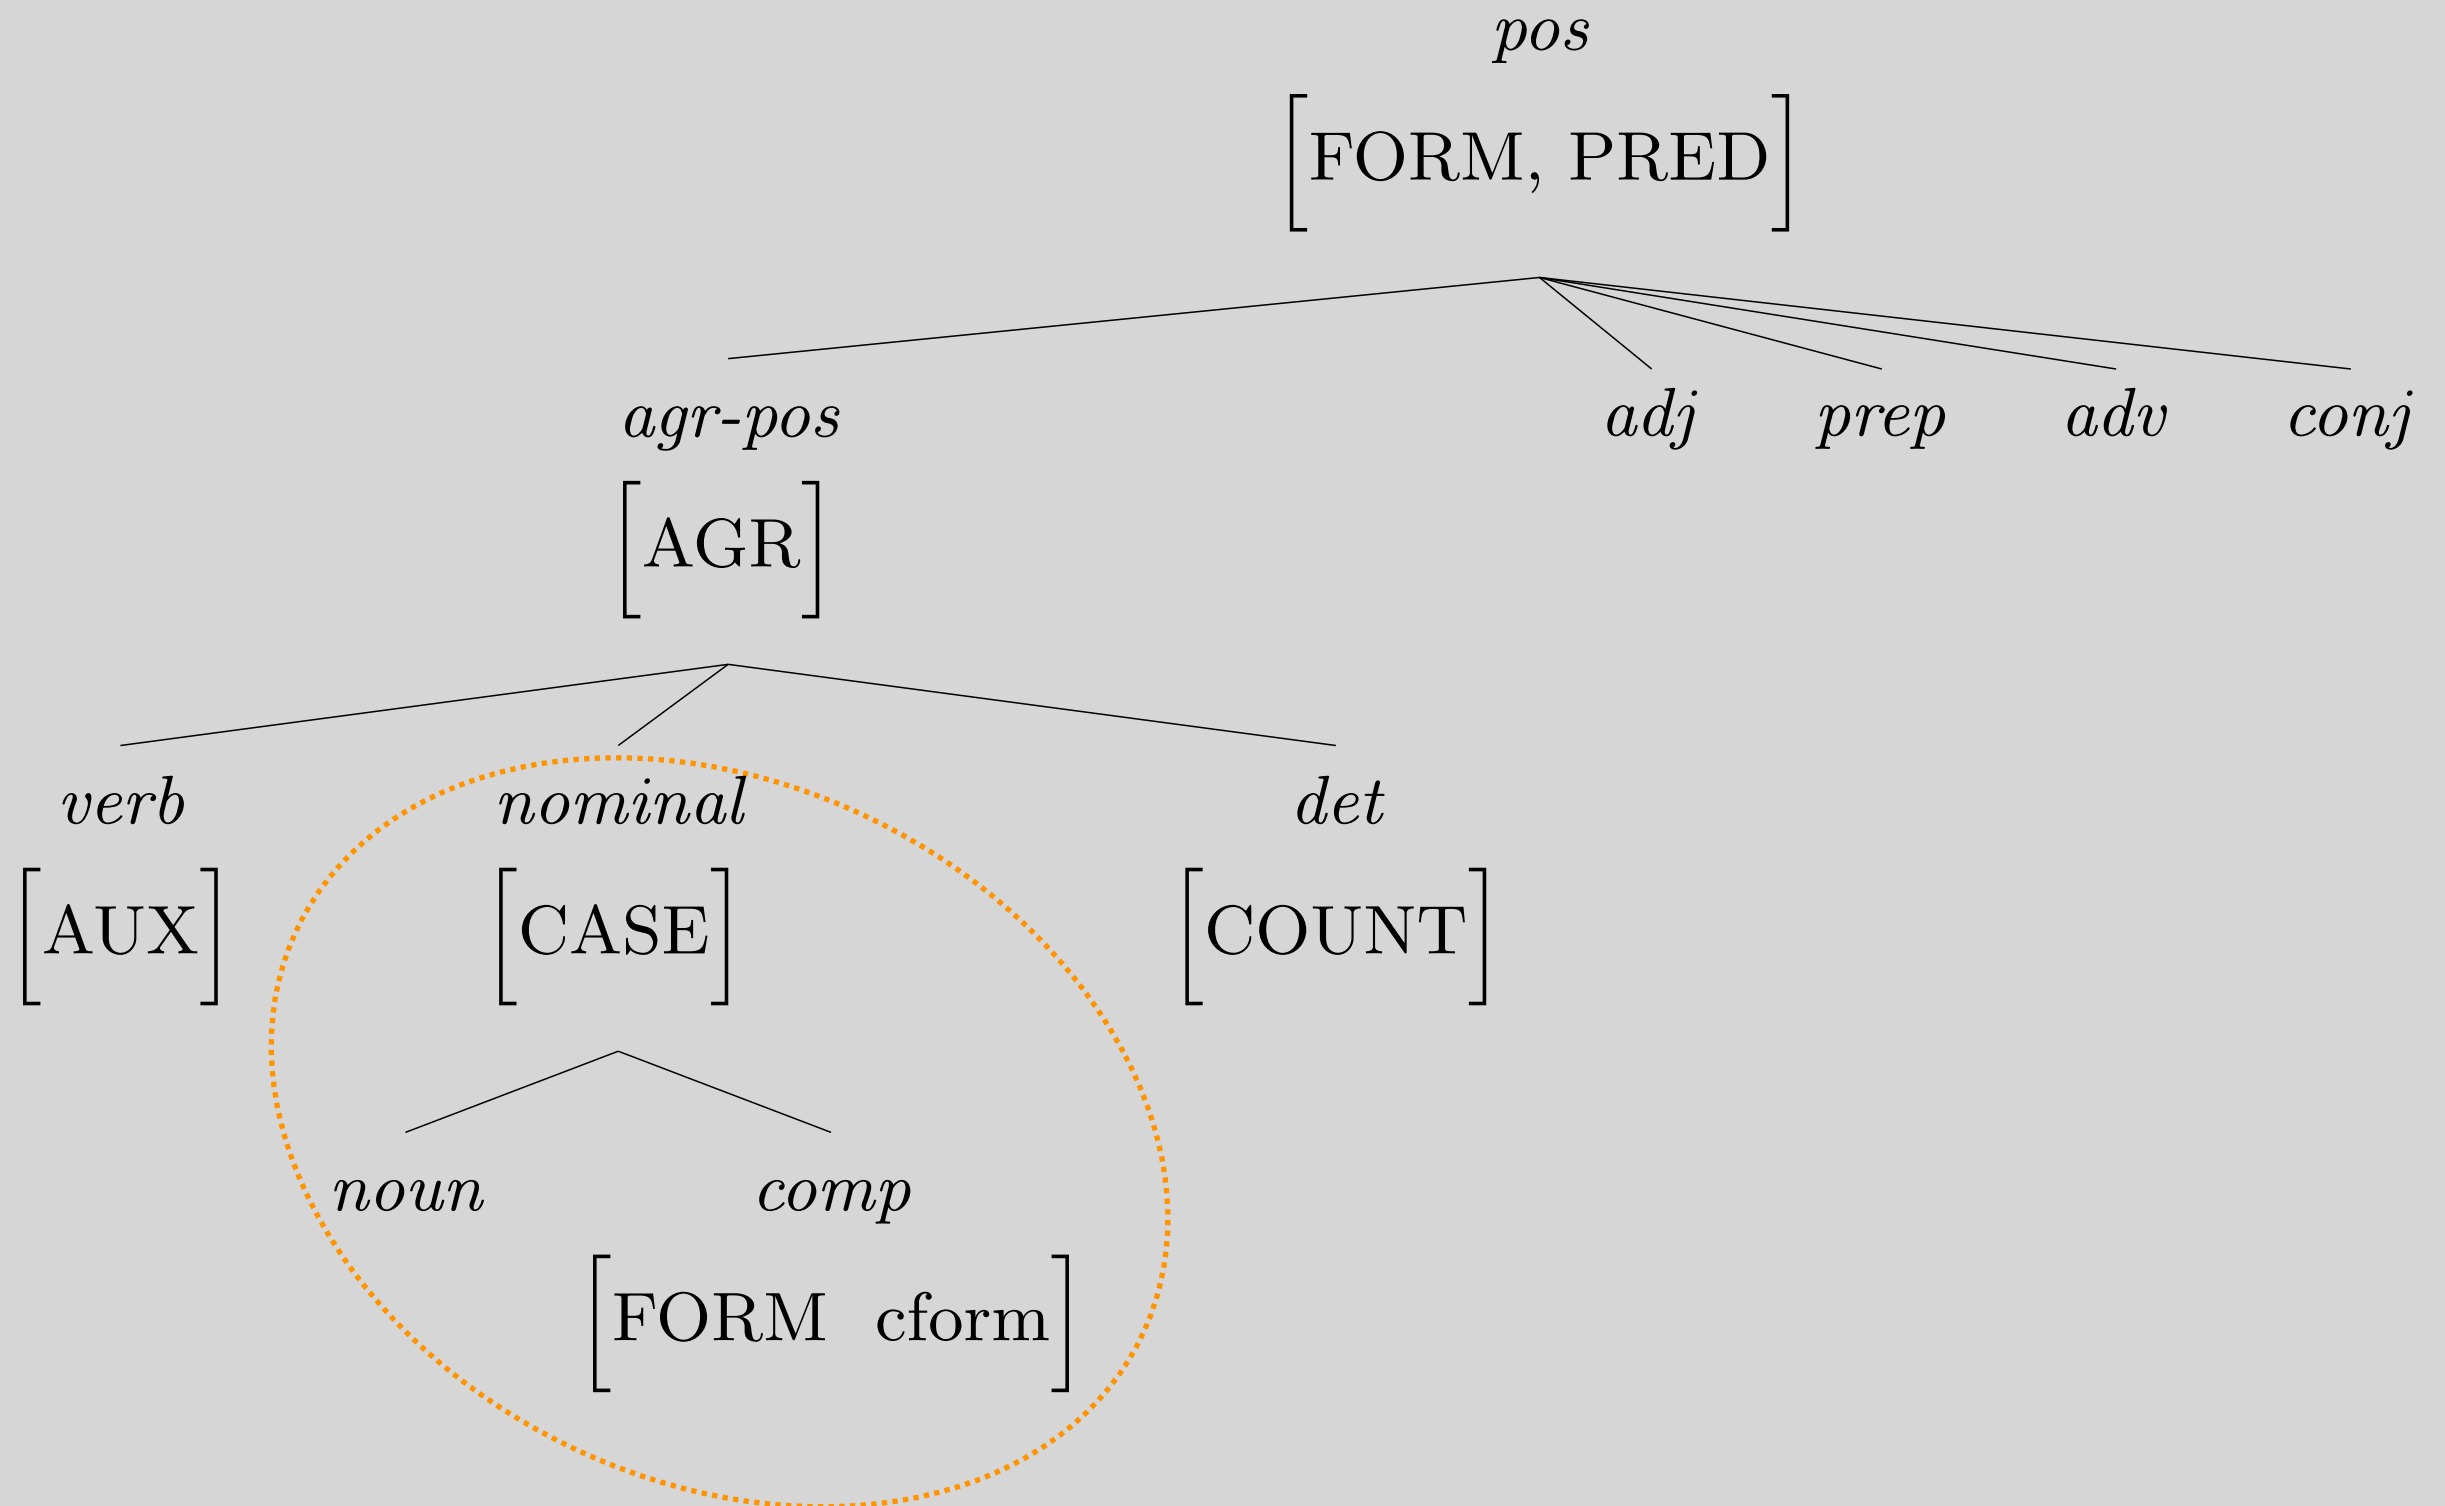 pos
[FORM, PRED]
agr-pos adj prep adv conj
[AGR]
verb nominal det
[AUX] [CASE] [COUNT]
noun comp
[FORM cform]